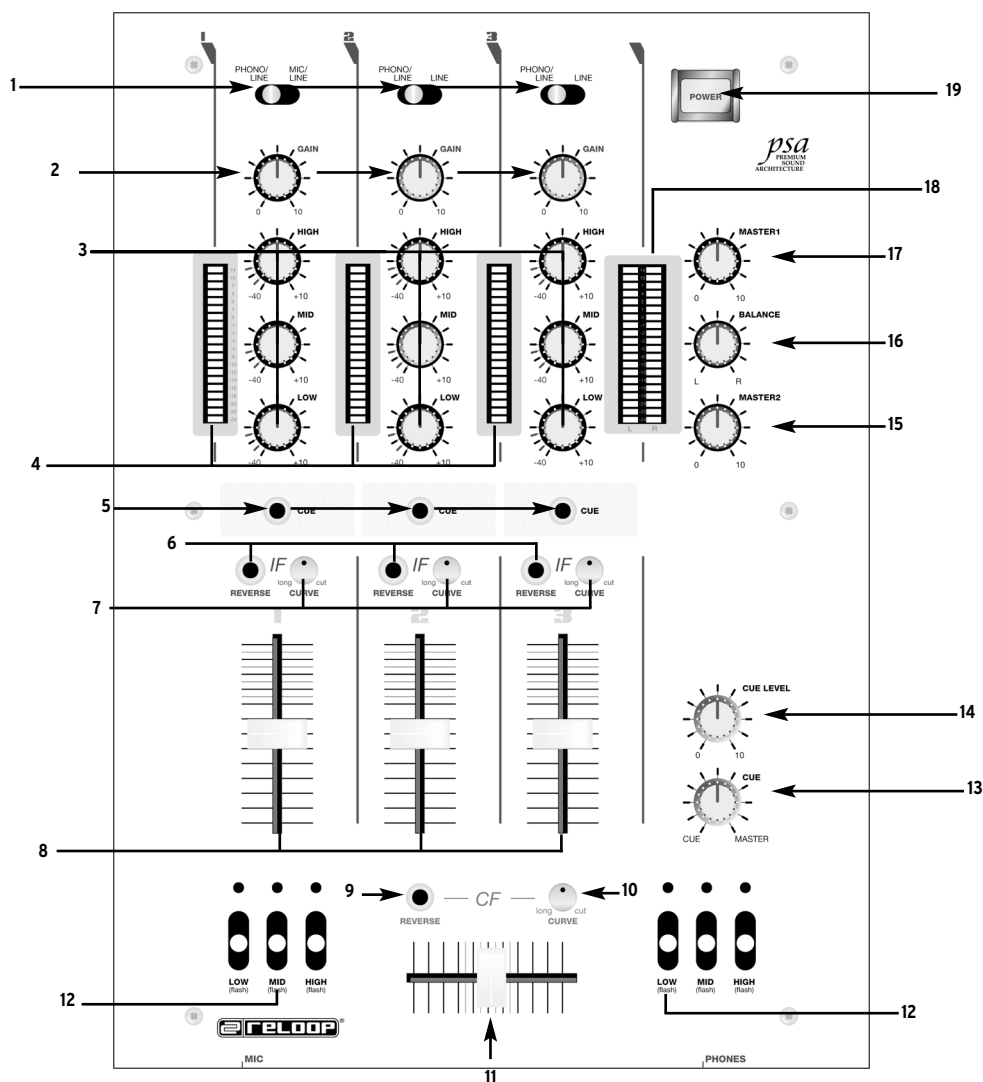 1 2 3
PHONO/ LINE MIC/ LINE PHONO/ LINE LINE PHONO/ LINE LINE
1
POWER
19
psa
PREMIUM
SOUND
ARCHITECTURE
GAIN GAIN GAIN
2
0 10 0 10 0 10
18
HIGH HIGH HIGH MASTER1
3
17
-40 +10 -40 +10 -40 +10 0 10
MID MID MID BALANCE
16
-40 +10 -40 +10 -40 +10 L R
LOW LOW LOW MASTER2
15
L R
-40 +10 -40 +10 -40 +10 0 10
4
5
CUE CUE CUE
6
IF IF IF
long cut long cut long cut
REVERSE CURVE REVERSE CURVE REVERSE CURVE
7
1 2 3
CUE LEVEL
14
0 10
CUE
13
CUE MASTER
8
9
CF
10
long cut
REVERSE CURVE
LOW (flash) MID (flash) HIGH (flash)
LOW (flash) MID (flash) HIGH (flash)
12 12
reloop®
MIC PHONES
11